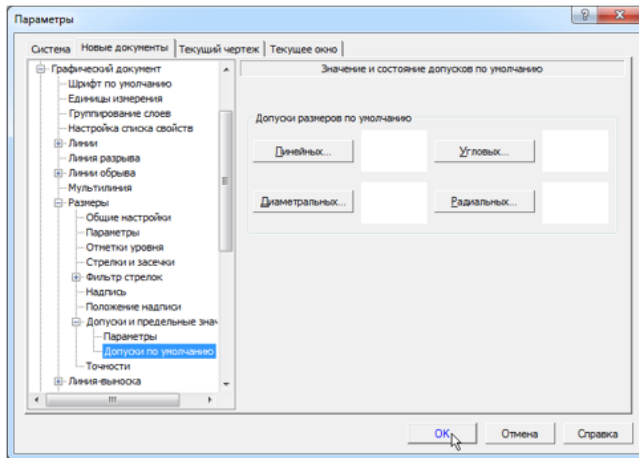 Параметры
Система Новые документы Текущий чертеж Текущее окно
Графический документ
Шрифт по умолчанию
Единицы измерения
Группирование слоев
Настройка списка свойств
Линии
Линия разрыва
Линии обрыва
Мультилиния
Размеры
Общие настройки
Параметры
Отметки уровня
Стрелки и засечки
Фильтр стрелок
Надпись
Положение надписи
Допуски и предельные знач
Параметры
Допуски по умолчанию
Точности
Линия-выноска
Значение и состояние допусков по умолчанию
Допуски размеров по умолчанию
Линейных... Угловых...
Диаметральных... Радиальных...
OK Отмена Справка